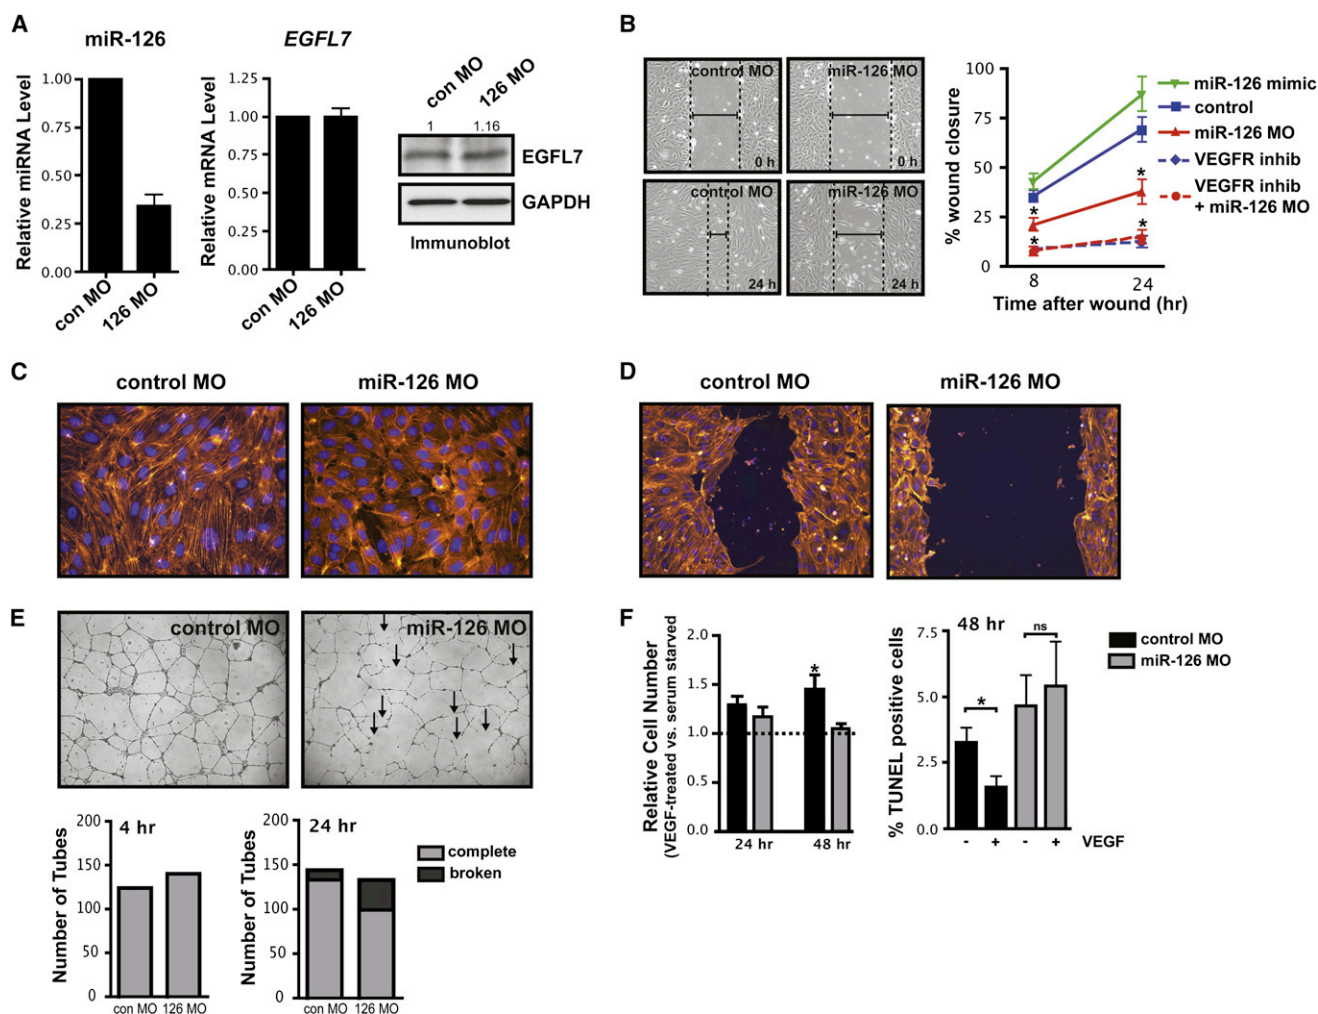 A
miR-126
Relative miRNA Level
1.00
0.75
0.50
0.25
0.00
con MO
126 MO
EGFL7
Relative mRNA Level
1.25
1.00
0.75
0.50
0.25
0.00
con MO
126 MO
con MO
126 MO
1
1.16
EGFL7
GAPDH
Immunoblot
B
control MO
0 h
miR-126 MO
0 h
control MO
24 h
miR-126 MO
24 h
% wound closure
100
75
50
25
0
*
*
*
*
8
24
Time after wound (hr)
miR-126 mimic
control
miR-126 MO
VEGFR inhib
VEGFR inhib
+ miR-126 MO
C
control MO
miR-126 MO
D
control MO
miR-126 MO
E
control MO
miR-126 MO
Number of Tubes
200
150
100
50
0
4 hr
con MO
126 MO
Number of Tubes
200
150
100
50
0
24 hr
con MO
126 MO
complete
broken
F
Relative Cell Number
(VEGF-treated vs. serum starved
2.0
1.5
1.0
0.5
0.0
*
24 hr
48 hr
% TUNEL positive cells
7.5
5.0
2.5
0.0
48 hr
*
ns
- + - + VEGF
control MO
miR-126 MO